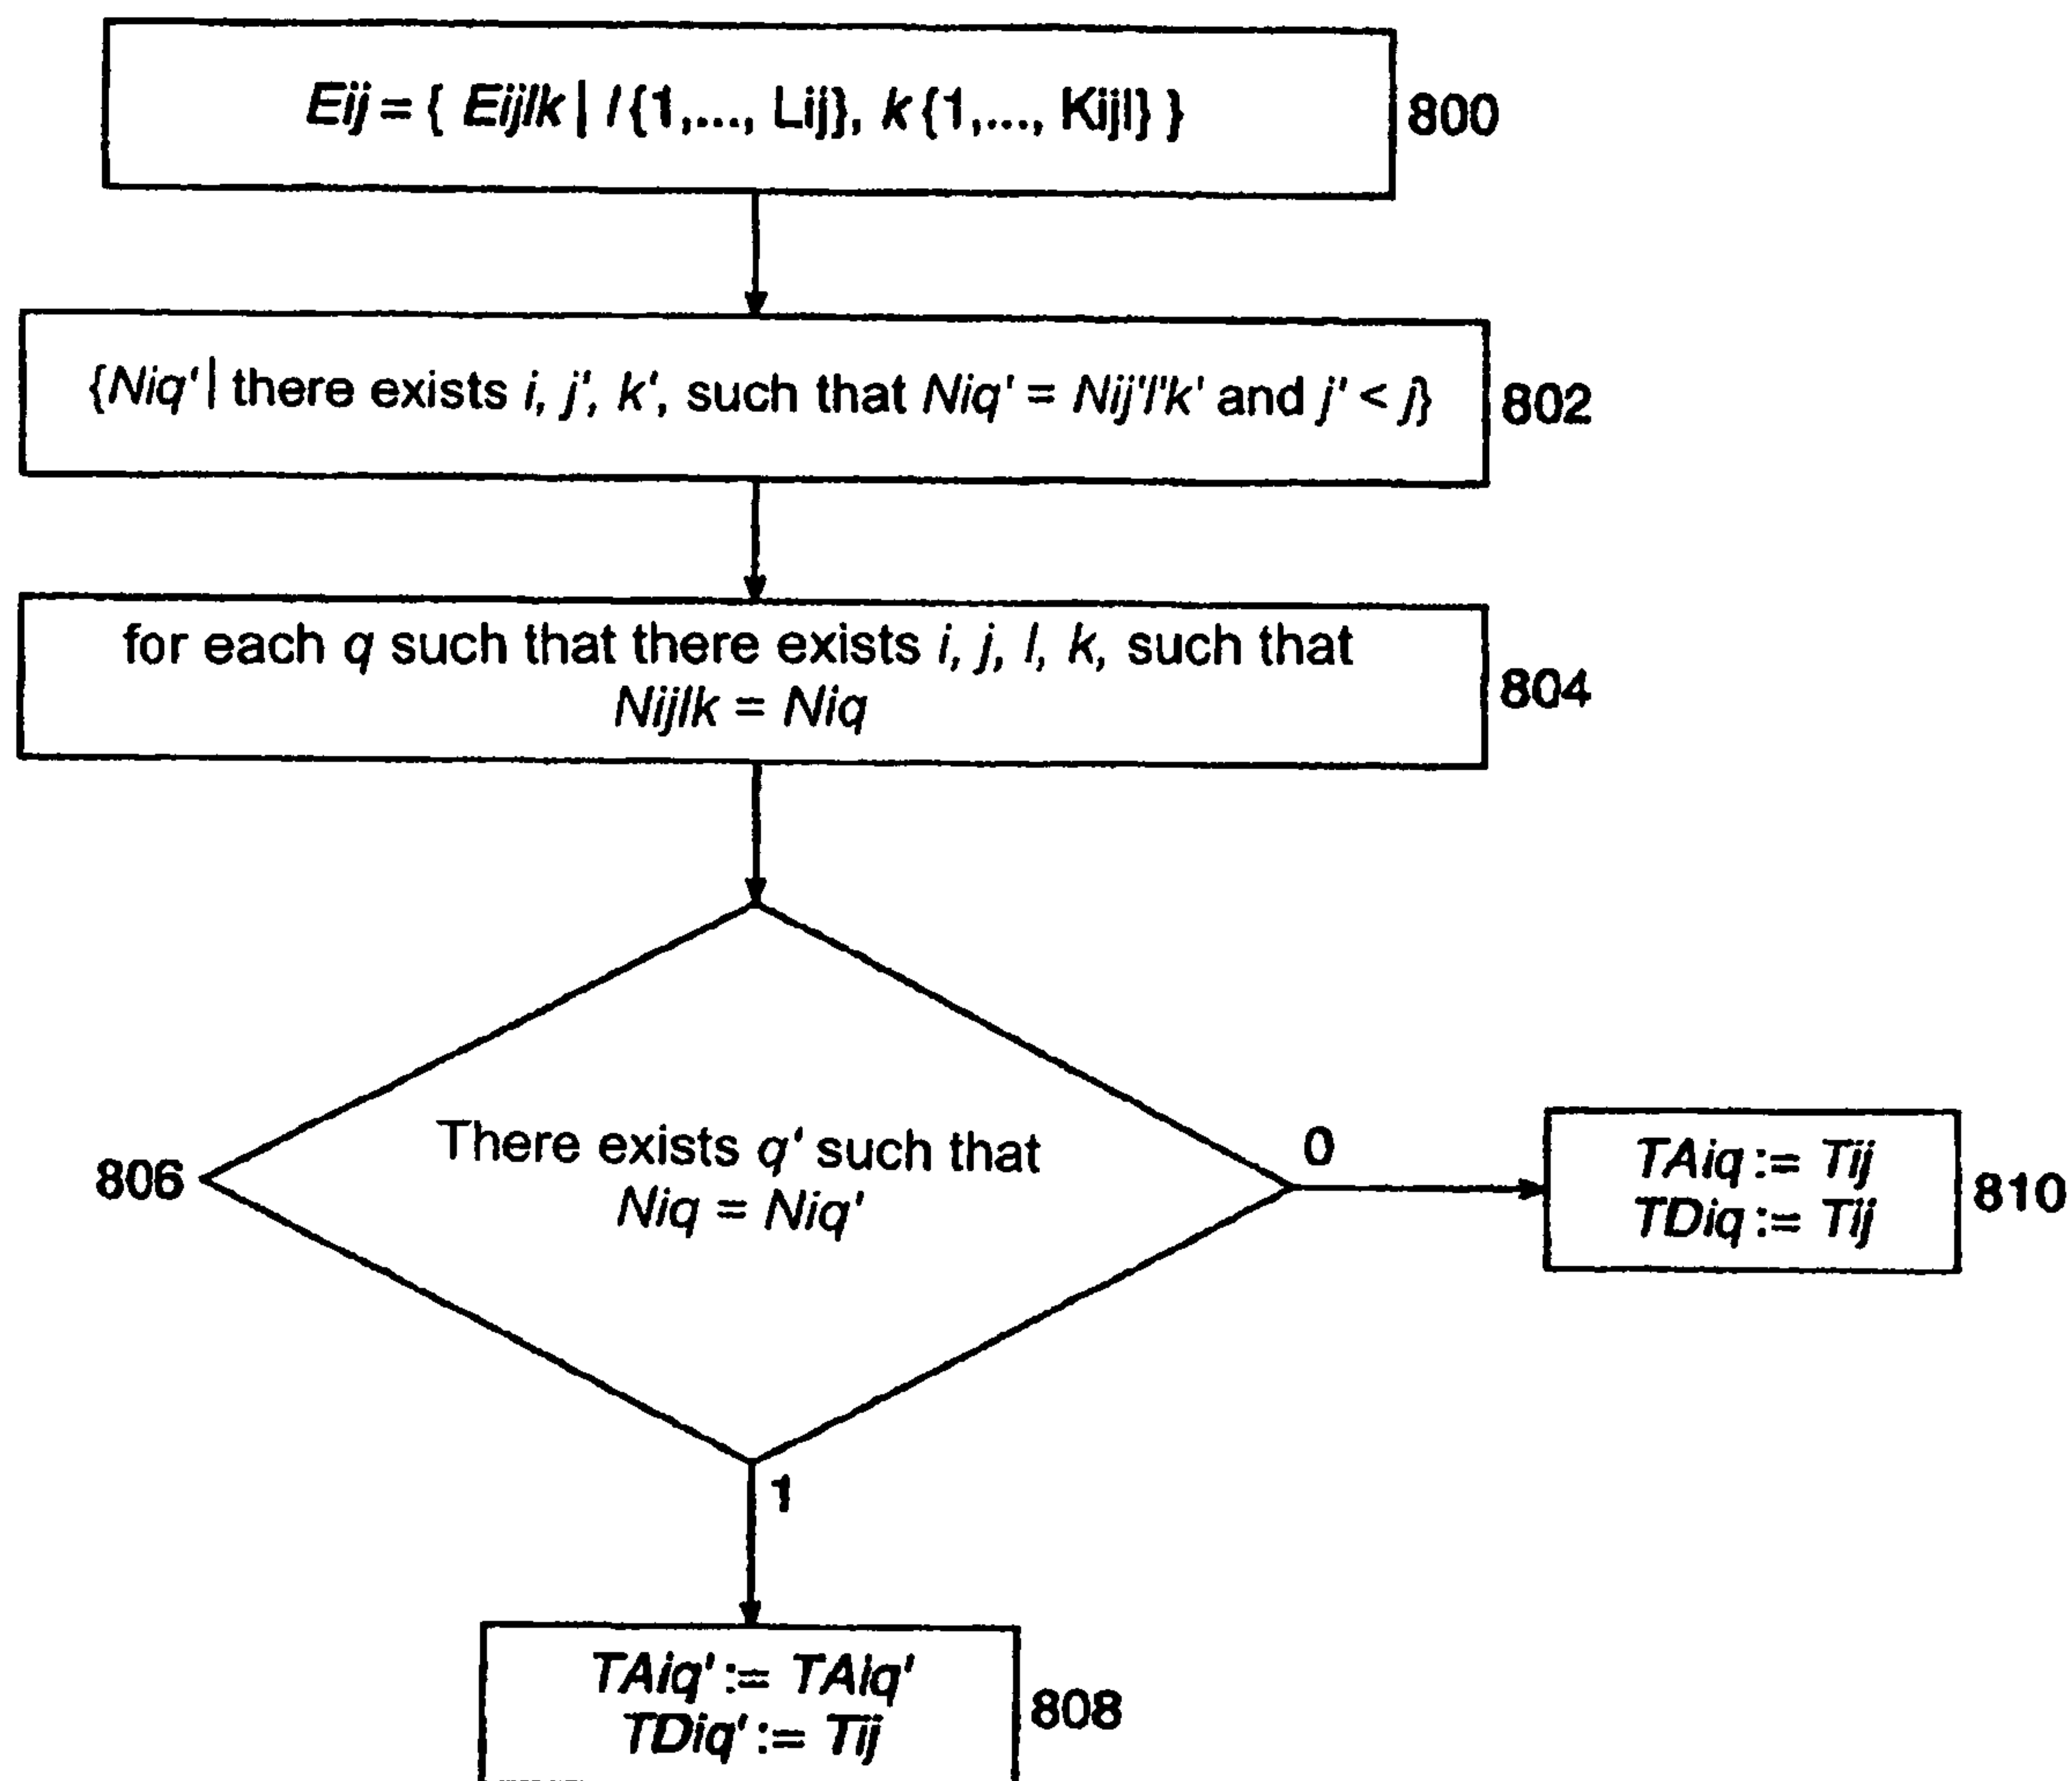 Eij = { Eijlk | l {1,..., Lij}, k {1,..., Kijl} }
800
{Niq' | there exists i, j', k', such that Niq' = Nij'l'k' and j' < j}
802
for each q such that there exists i, j, l, k, such that
Nijlk = Niq
804
There exists q' such that
Niq = Niq'
806
0
TAiq := Tij
TDiq := Tij
810
1
TAiq' := TAiq'
TDiq' := Tij
808